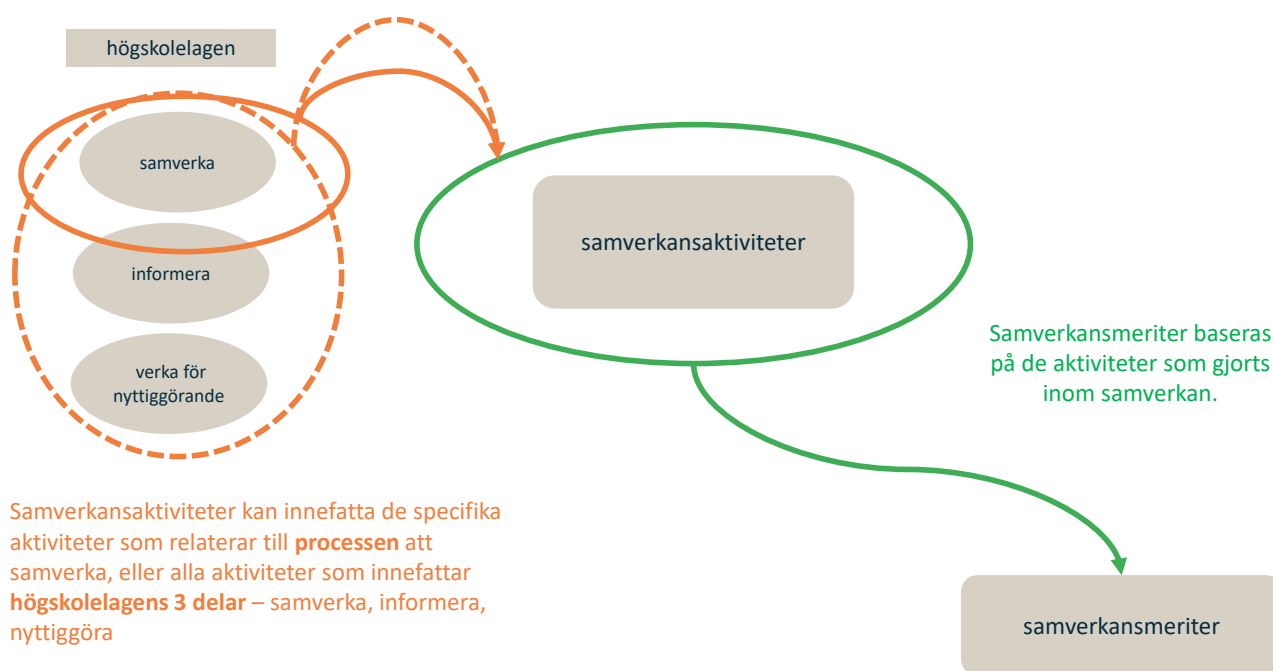 högskolelagen
samverka
informera
verka för
nyttiggörande
samverkansaktiviteter
Samverkansmeriter baseras
på de aktiviteter som gjorts
inom samverkan.
Samverkansaktiviteter kan innefatta de specifika
aktiviteter som relaterar till processen att
samverka, eller alla aktiviteter som innefattar
högskolelagens 3 delar – samverka, informera,
nyttiggöra
samverkansmeriter